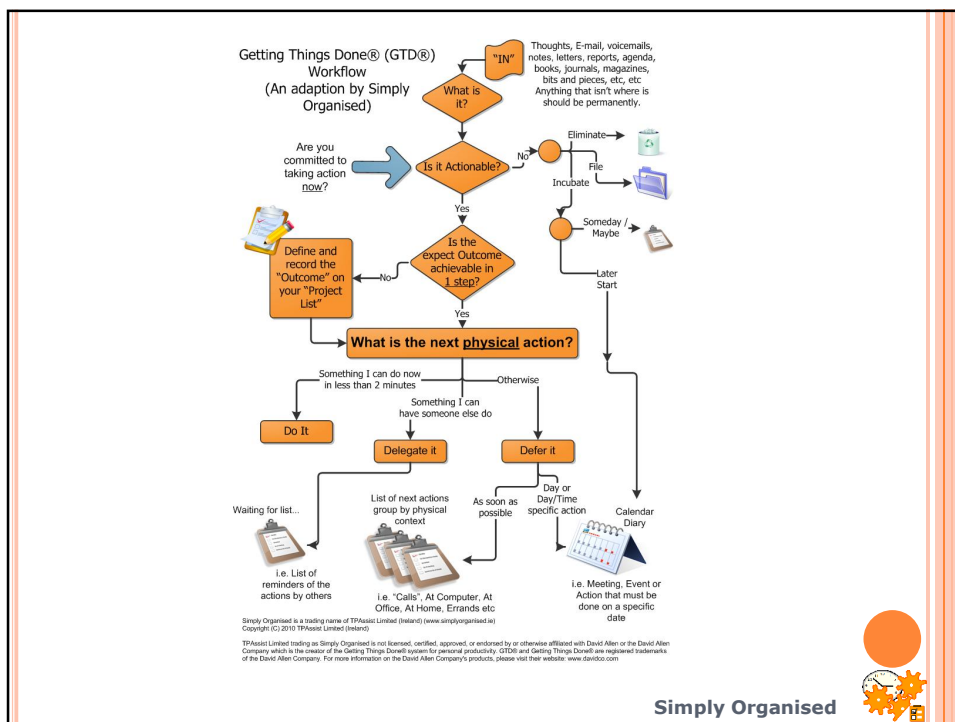 Getting Things Done® (GTD®)
Workflow
(An adaption by Simply
Organised)
"IN"
Thoughts, E-mail, voicemails,
notes, letters, reports, agenda,
books, journals, magazines,
bits and pieces, etc, etc
Anything that isn't where is
should be permanently.
What is
it?
Are you
committed to
taking action
now?
Is it Actionable?
No
Eliminate
File
Incubate
Someday /
Maybe
Later
Start
Yes
Is the
expect Outcome
achievable in
1 step?
No
Define and
record the
"Outcome" on
your "Project
List"
Yes
What is the next physical action?
Something I can do now
in less than 2 minutes
Something I can
have someone else do
Otherwise
Do It
Delegate it
Defer it
Waiting for list...
i.e. List of
reminders of the
actions by others
List of next actions
group by physical
context
i.e. "Calls", At Computer, At
Office, At Home, Errands etc
As soon as
possible
Day or
Day/Time
specific action
Calendar
Diary
i.e. Meeting, Event or
Action that must be
done on a specific
date
Simply Organised is a trading name of TPAssist Limited (Ireland) (www.simplyorganised.ie)
Copyright (C) 2010 TPAssist Limited (Ireland)
TPAssist Limited trading as Simply Organised is not licensed, certified, approved, or endorsed by or otherwise affiliated with David Allen or the David Allen
Company which is the creator of the Getting Things Done® system for personal productivity. GTD® and Getting Things Done® are registered trademarks
of the David Allen Company. For more information on the David Allen Company's products, please visit their website: www.davidco.com
Simply Organised